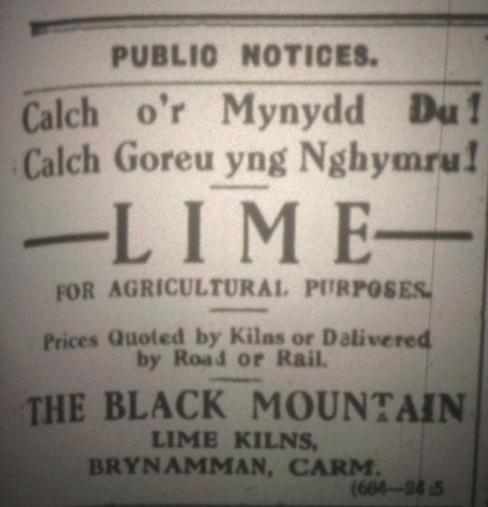 PUBLIC NOTICES.
Calch o'r Mynydd Du!
Calch Goreu yng Nghymru!
LIME
FOR AGRICULTURAL PURPOSES.
Prices Quoted by Kilns or Delivered
by Road or Rail.
THE BLACK MOUNTAIN
LIME KILNS,
BRYNAMMAN, CARM.
(684—24:5